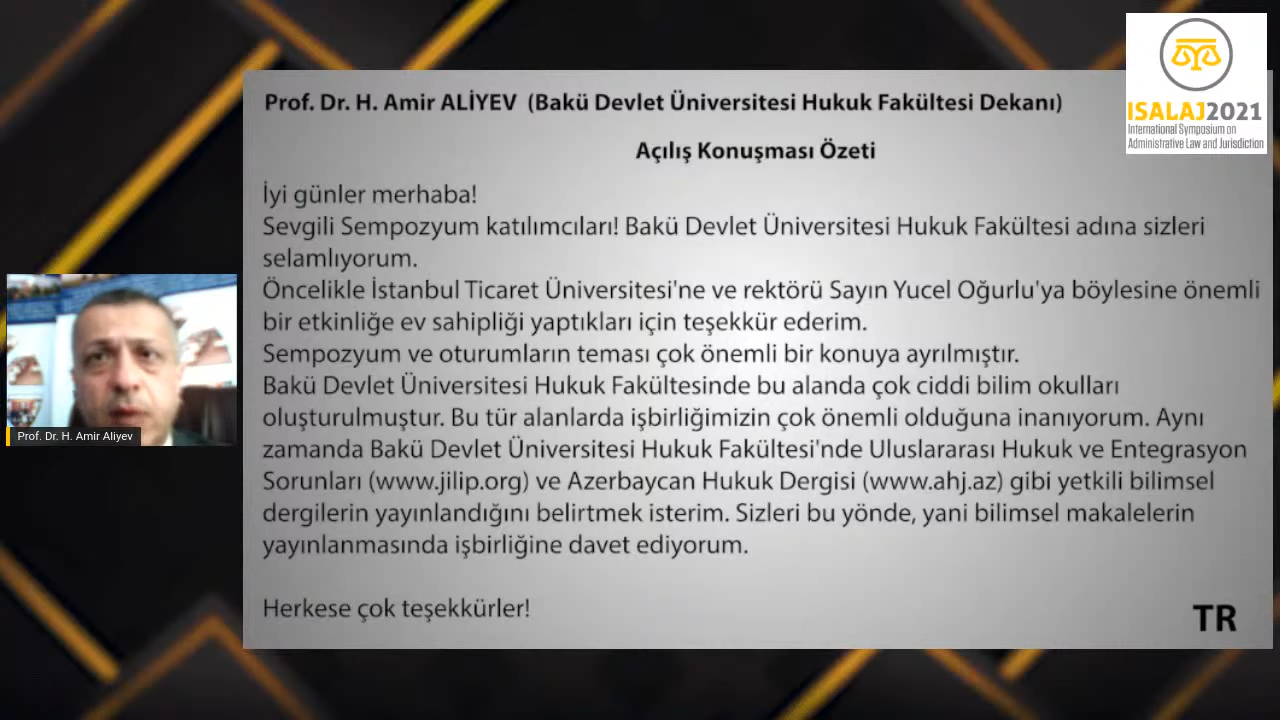 ISALAJ2021
International Symposium on
Administrative Law and Jurisdiction
Prof. Dr. H. Amir ALİYEV (Bakü Devlet Üniversitesi Hukuk Fakültesi Dekanı)
Açılış Konuşması Özeti
İyi günler merhaba!
Sevgili Sempozyum katılımcıları! Bakü Devlet Üniversitesi Hukuk Fakültesi adına sizleri
selamlıyorum.
Öncelikle İstanbul Ticaret Üniversitesi'ne ve rektörü Sayın Yucel Oğurlu'ya böylesine önemli
bir etkinliğe ev sahipliği yaptıkları için teşekkür ederim.
Sempozyum ve oturumların teması çok önemli bir konuya ayrılmıştır.
Bakü Devlet Üniversitesi Hukuk Fakültesinde bu alanda çok ciddi bilim okulları
oluşturulmuştur. Bu tür alanlarda işbirliğimizin çok önemli olduğuna inanıyorum. Aynı
zamanda Bakü Devlet Üniversitesi Hukuk Fakültesi'nde Uluslararası Hukuk ve Entegrasyon
Sorunları (www.jilip.org) ve Azerbaycan Hukuk Dergisi (www.ahj.az) gibi yetkili bilimsel
dergilerin yayınlandığını belirtmek isterim. Sizleri bu yönde, yani bilimsel makalelerin
yayınlanmasında işbirliğine davet ediyorum.
Herkese çok teşekkürler!
TR
Prof. Dr. H. Amir Aliyev